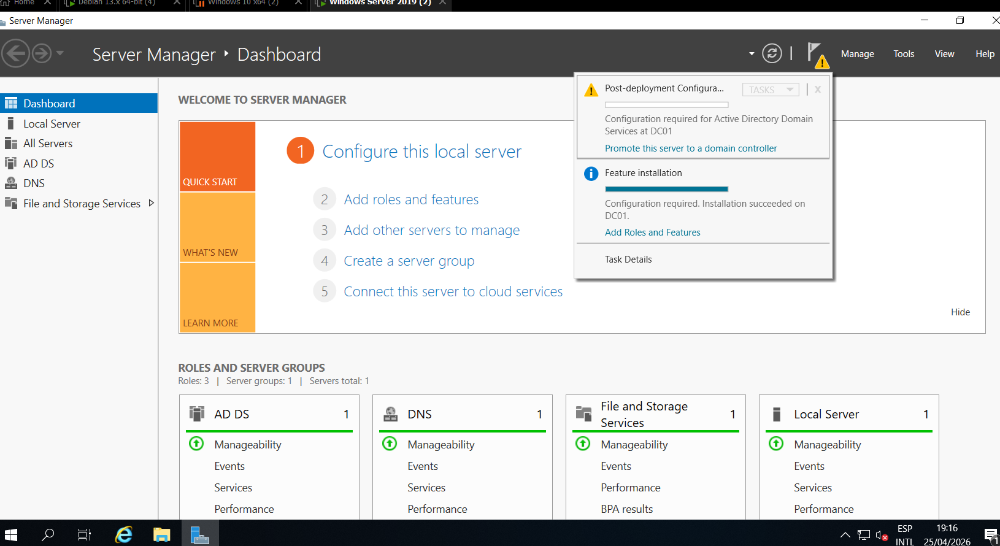 Home
Debian 13.x 64-bit (4)
Windows 10 x64 (2)
Windows Server 2019 (2)
Server Manager
Server Manager
Dashboard
Manage
Tools
View
Help
Dashboard
Local Server
All Servers
AD DS
DNS
File and Storage Services
WELCOME TO SERVER MANAGER
QUICK START
WHAT'S NEW
LEARN MORE
1
Configure this local server
2
Add roles and features
3
Add other servers to manage
4
Create a server group
5
Connect this server to cloud services
Hide
Post-deployment Configura...
TASKS
X
Configuration required for Active Directory Domain
Services at DC01
Promote this server to a domain controller
Feature installation
Configuration required. Installation succeeded on
DC01.
Add Roles and Features
Task Details
ROLES AND SERVER GROUPS
Roles: 3 | Server groups: 1 | Servers total: 1
AD DS
1
Manageability
Events
Services
Performance
DNS
1
Manageability
Events
Services
Performance
File and Storage
Services
1
Manageability
Events
Performance
BPA results
Local Server
1
Manageability
Events
Services
Performance
ESP
INTL
19:16
25/04/2026
1